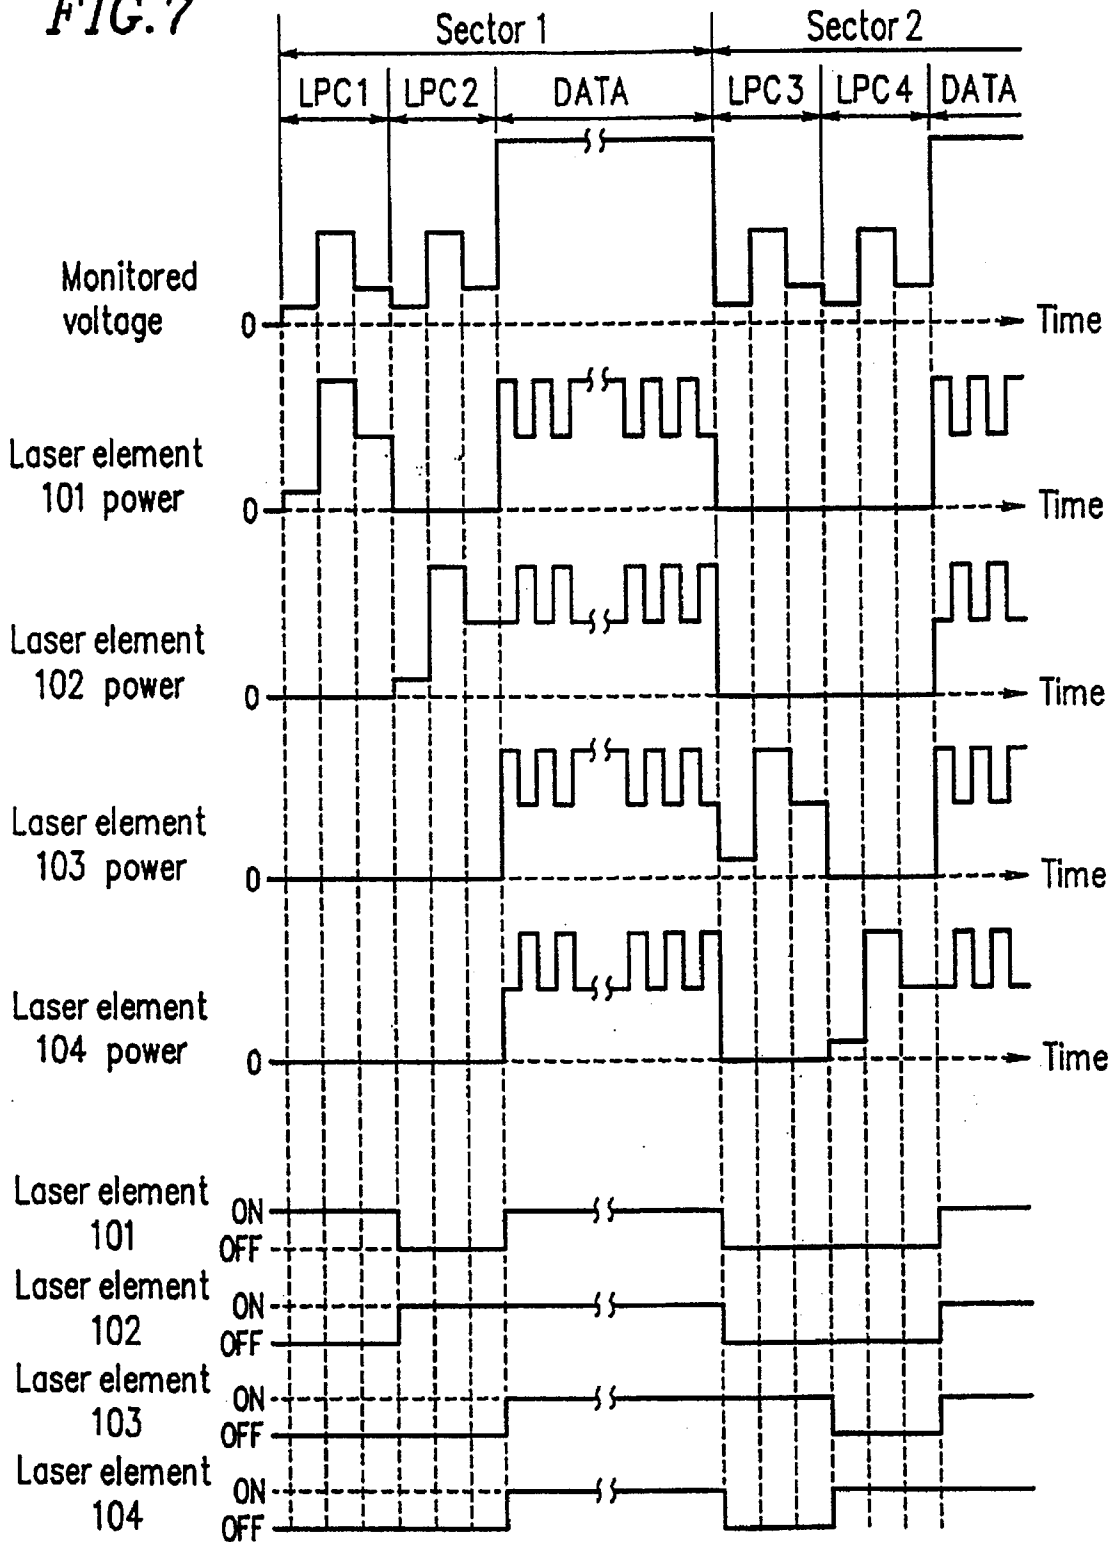 FIG. 7
Sector 1
Sector 2
LPC1
LPC2
DATA
LPC3
LPC4
DATA
Monitored
voltage
0
Time
Laser element
101 power
0
Time
Laser element
102 power
0
Time
Laser element
103 power
0
Time
Laser element
104 power
0
Time
Laser element
101
ON
OFF
Laser element
102
ON
OFF
Laser element
103
ON
OFF
Laser element
104
ON
OFF